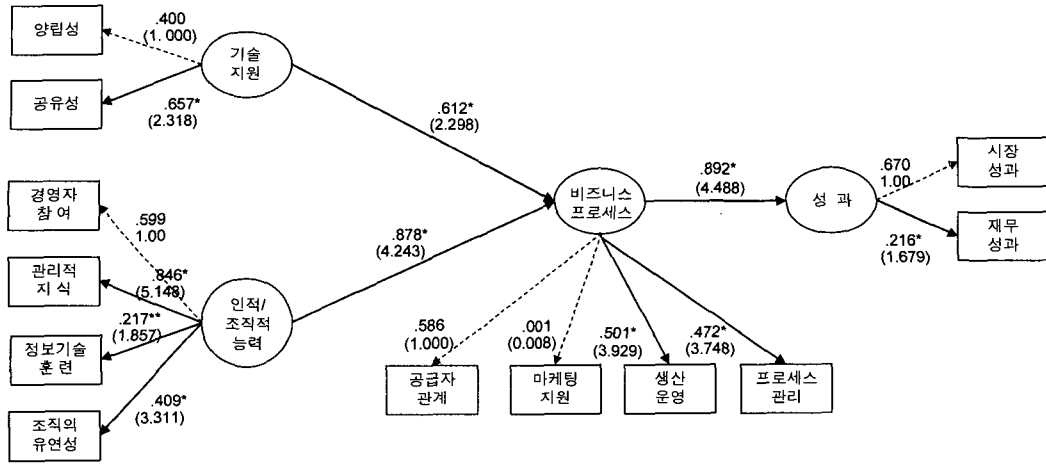 양립성
.400
(1.000)
기술
지원
공유성
.657*
(2.318)
.612*
(2.298)
경영자
참 여
.599
1.00
관리적
지 식
.846*
(5.148)
.217**
(1.857)
정보기술
훈 련
조직의
유연성
.409*
(3.311)
인적/
조직적
능력
.878*
(4.243)
비즈니스
프로세스
.892*
(4.488)
성 과
.670
1.00
시장
성과
.216*
(1.679)
재무
성과
.586
(1.000)
.001
(0.008)
.501*
(3.929)
.472*
(3.748)
공급자
관계
마케팅
지원
생산
운영
프로세스
관리